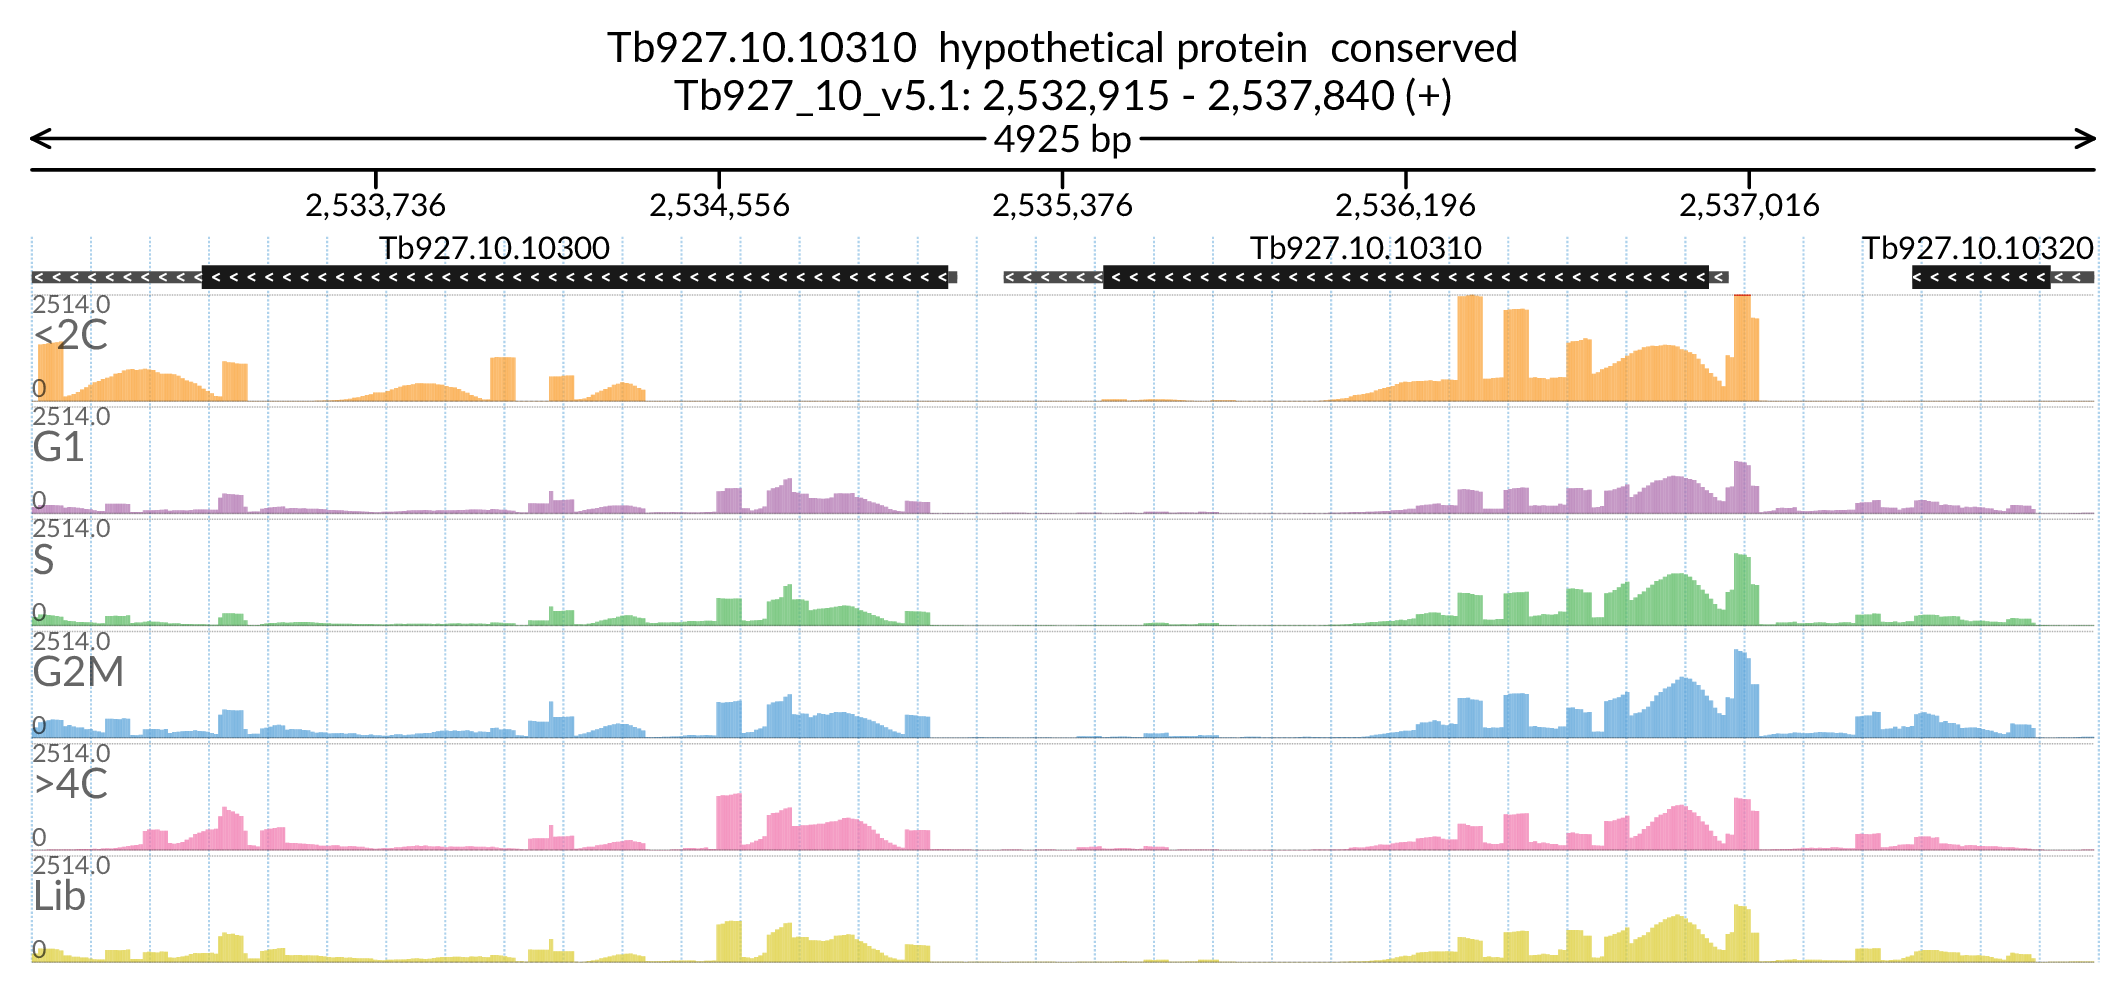 Tb927.10.10310 hypothetical protein conserved
Tb927_10_v5.1: 2,532,915 - 2,537,840 (+)
4925 bp
2,533,736 2,534,556 2,535,376 2,536,196 2,537,016
Tb927.10.10300 Tb927.10.10310 Tb927.10.10320
2514.0
<2C
0
2514.0
G1
0
2514.0
S
0
2514.0
G2M
0
2514.0
>4C
0
2514.0
Lib
0